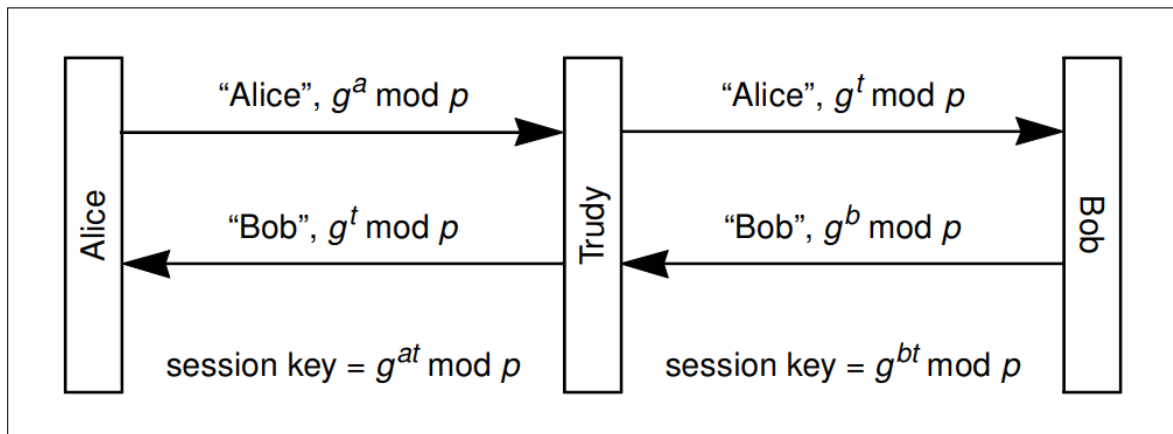 “Alice”, g^a mod p
“Alice”, g^t mod p
Alice
“Bob”, g^t mod p
Trudy
“Bob”, g^b mod p
Bob
session key = g^at mod p
session key = g^bt mod p